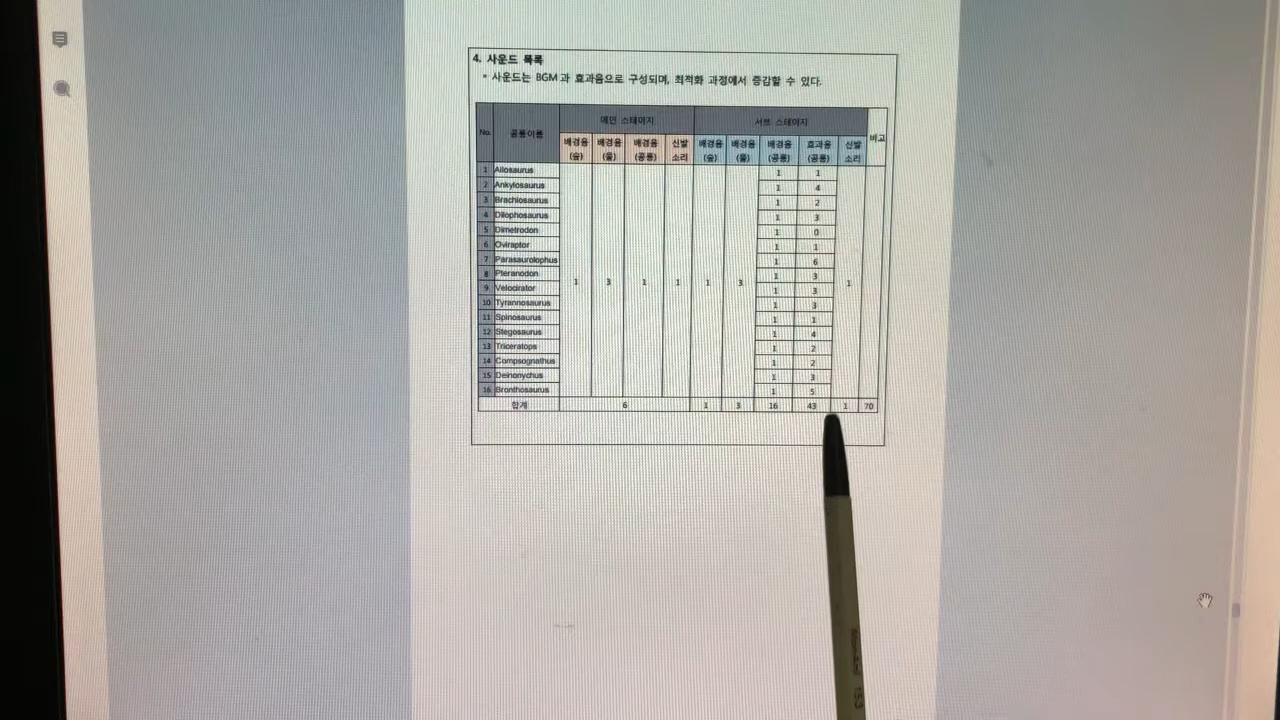 4. 사운드 목록
* 사운드는 BGM과 효과음으로 구성되며, 최적화 과정에서 증감할 수 있다.
No. 공룡이름 메인 스테이지 서브 스테이지 비고
배경음(숲) 배경음(물) 배경음(공룡) 신발소리 배경음(숲) 배경음(물) 배경음(공룡) 효과음(공룡) 신발소리
1 Allosaurus 1 1
2 Ankylosaurus 1 4
3 Brachiosaurus 1 2
4 Dilophosaurus 1 3
5 Dimetrodon 1 0
6 Oviraptor 1 1
7 Parasaurolophus 1 6
8 Pteranodon 1 3
9 Velocirator 1 3 1 1 1 3 1 3 1
10 Tyrannosaurus 1 3
11 Spinosaurus 1 1
12 Stegosaurus 1 4
13 Triceratops 1 2
14 Compsognathus 1 2
15 Deinonychus 1 3
16 Bronthosaurus 1 5
합계 6 1 3 16 43 1 70